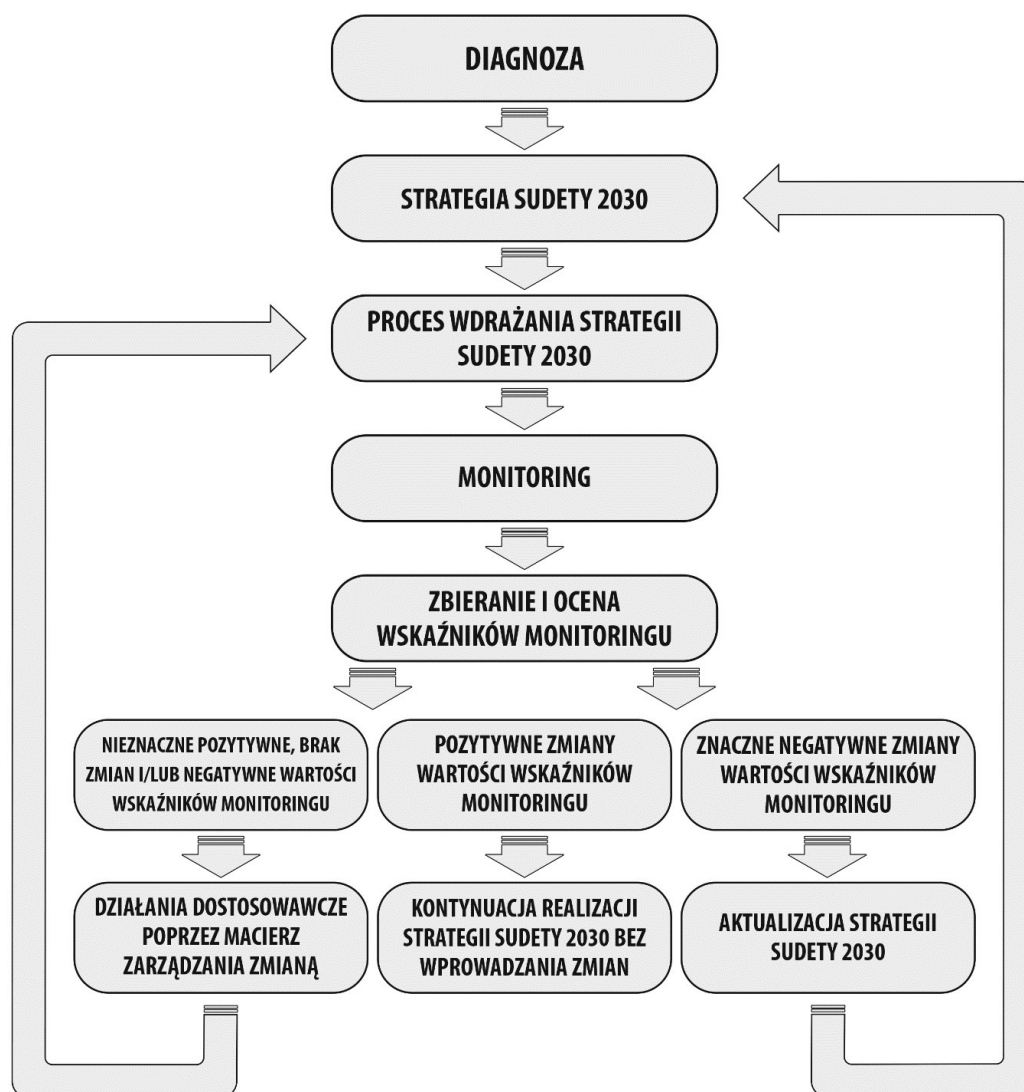 DIAGNOZA
STRATEGIA SUDETY 2030
PROCES WDRAŻANIA STRATEGII
SUDETY 2030
MONITORING
ZBIERANIE I OCENA
WSKAŹNIKÓW MONITORINGU
NIEZNACZNE POZYTYWNE, BRAK
ZMIAN I/LUB NEGATYWNE WARTOŚCI
WSKAŹNIKÓW MONITORINGU
POZYTYWNE ZMIANY
WARTOŚCI WSKAŹNIKÓW
MONITORINGU
ZNACZNE NEGATYWNE ZMIANY
WARTOŚCI WSKAŹNIKÓW
MONITORINGU
DZIAŁANIA DOSTOSOWAWCZE
POPRZEZ MACIERZ
ZARZĄDZANIA ZMIANĄ
KONTYNUACJA REALIZACJI
STRATEGII SUDETY 2030 BEZ
WPROWADZANIA ZMIAN
AKTUALIZACJA STRATEGII
SUDETY 2030